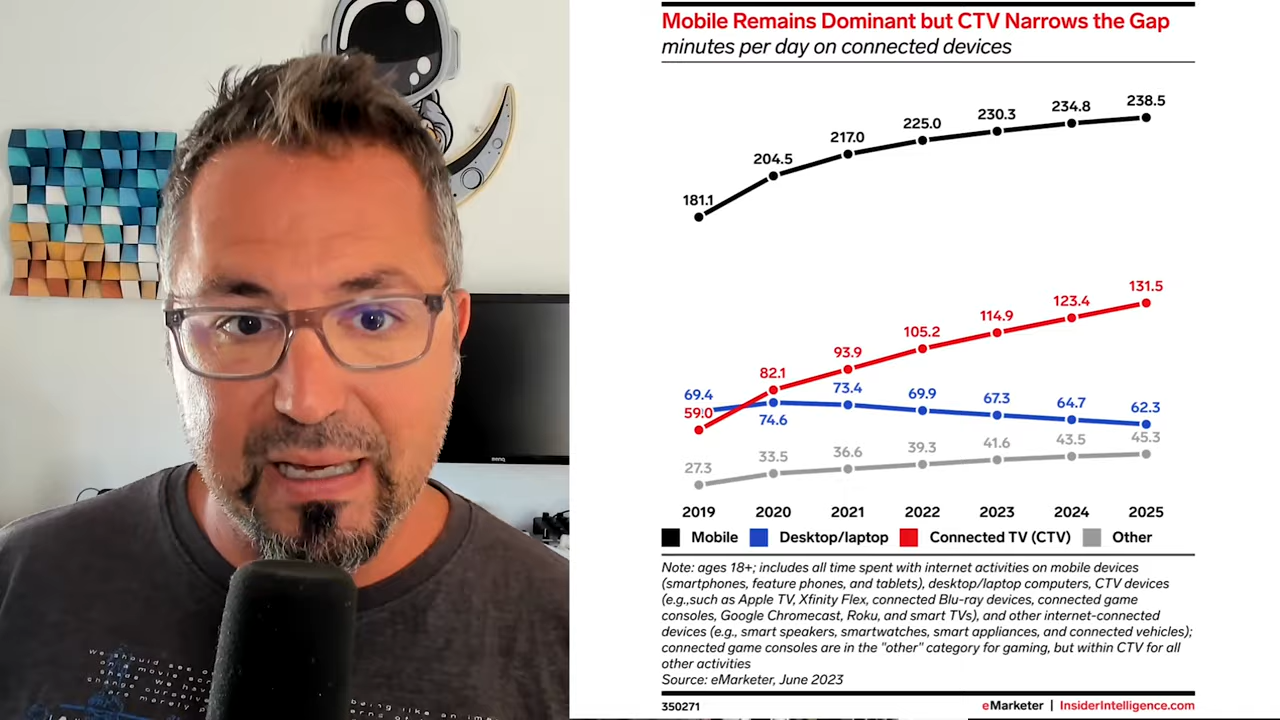 Mobile Remains Dominant but CTV Narrows the Gap
minutes per day on connected devices
181.1
204.5
217.0
225.0
230.3
234.8
238.5
59.0
82.1
93.9
105.2
114.9
123.4
131.5
69.4
74.6
73.4
69.9
67.3
64.7
62.3
27.3
33.5
36.6
39.3
41.6
43.5
45.3
2019 2020 2021 2022 2023 2024 2025
Mobile Desktop/laptop Connected TV (CTV) Other
Note: ages 18+; includes all time spent with internet activities on mobile devices
(smartphones, feature phones, and tablets), desktop/laptop computers, CTV devices
(e.g.,such as Apple TV, Xfinity Flex, connected Blu-ray devices, connected game
consoles, Google Chromecast, Roku, and smart TVs), and other internet-connected
devices (e.g., smart speakers, smartwatches, smart appliances, and connected vehicles);
connected game consoles are in the "other" category for gaming, but within CTV for all
other activities
Source: eMarketer, June 2023
350271 eMarketer | InsiderIntelligence.com
BenQ
we should